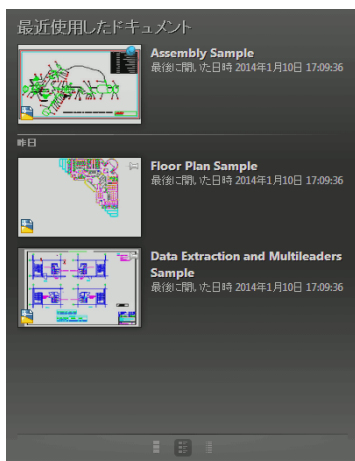 最近使用したドキュメント
Assembly Sample
最後に開いた日時 2014年1月10日 17:09:36
昨日
Floor Plan Sample
最後に開いた日時 2014年1月10日 17:09:36
Data Extraction and Multileaders
Sample
最後に開いた日時 2014年1月10日 17:09:36